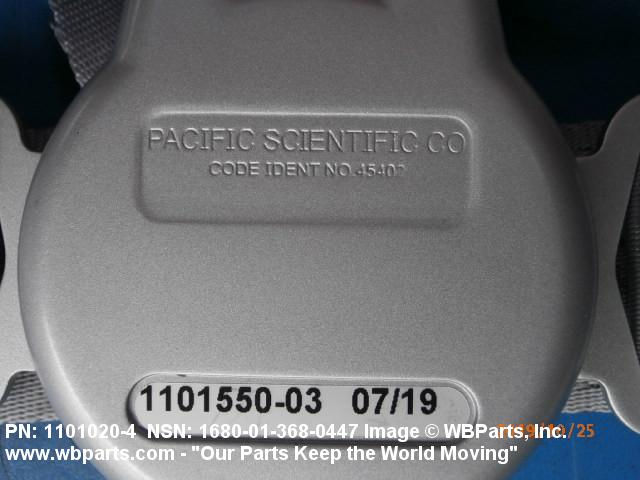 PACIFIC SCIENTIFIC CO
CODE IDENT NO.45402
1101550-03 07/19
PN: 1101020-4 NSN: 1680-01-368-0447 Image © WBParts, Inc.
www.wbparts.com - "Our Parts Keep the World Moving"